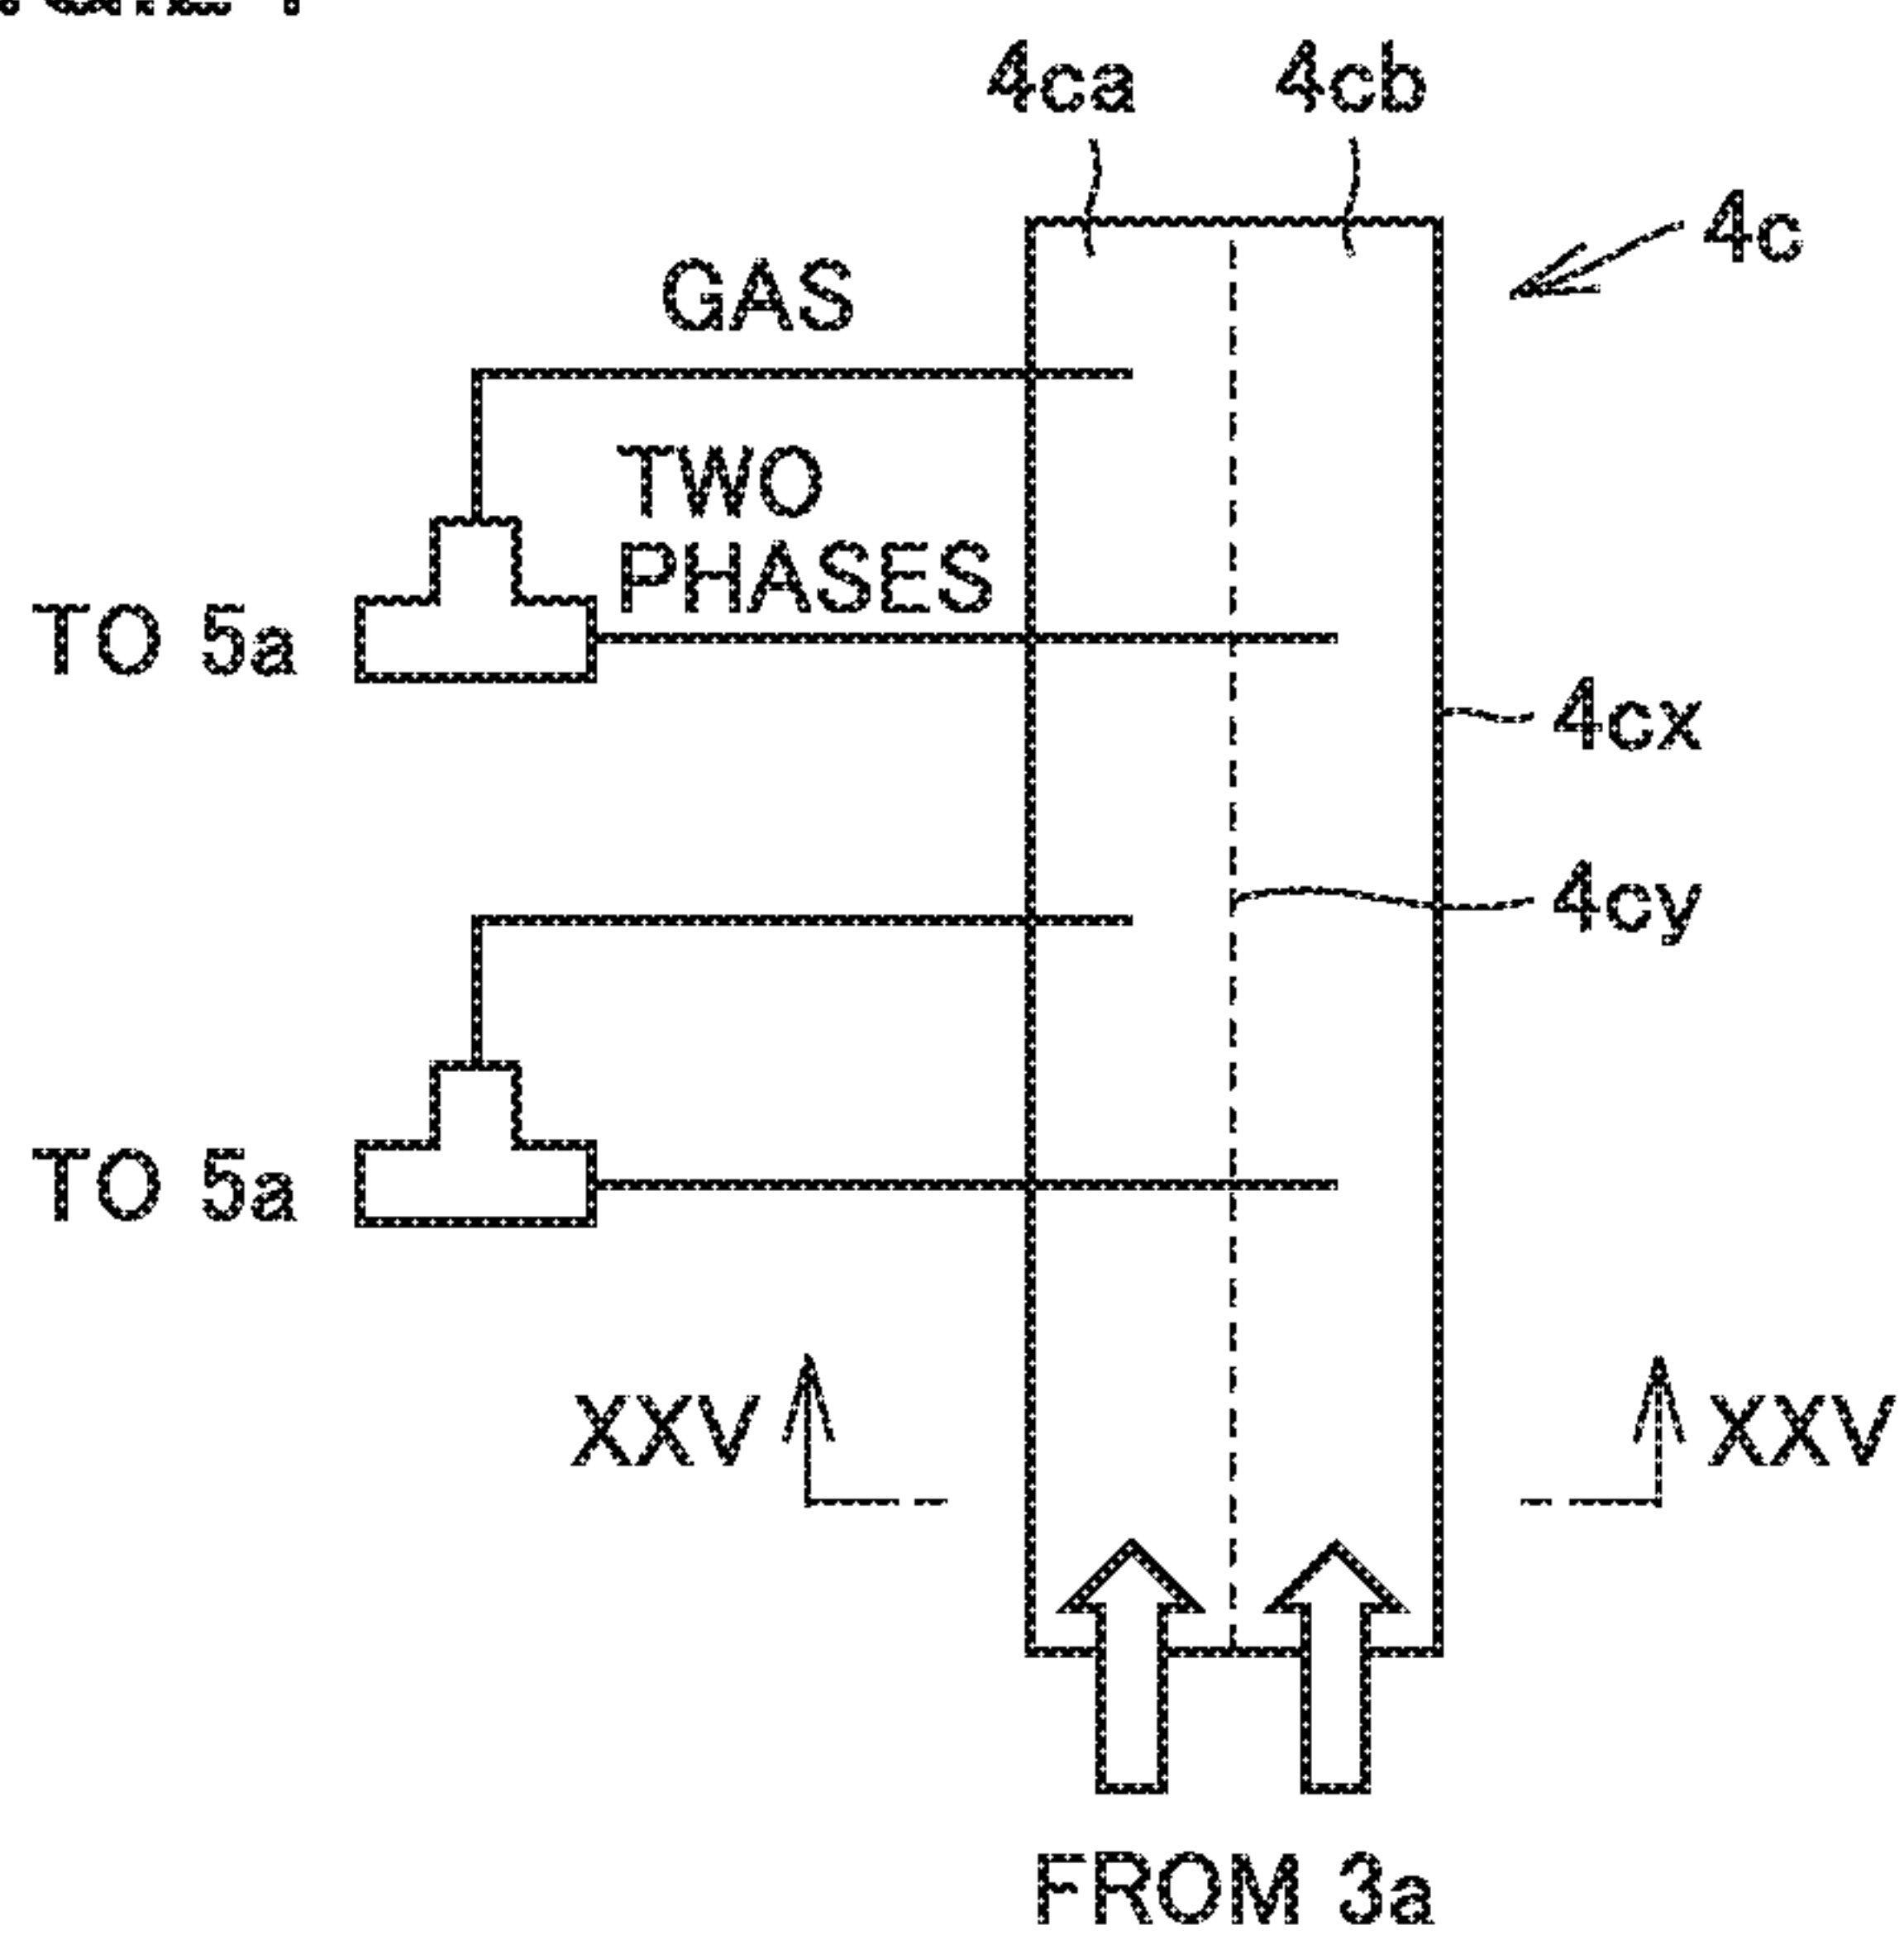 4ca 4cb
4c
GAS
TWO
PHASES
TO 5a
4cx
4cy
TO 5a
XXV XXV
FROM 3a